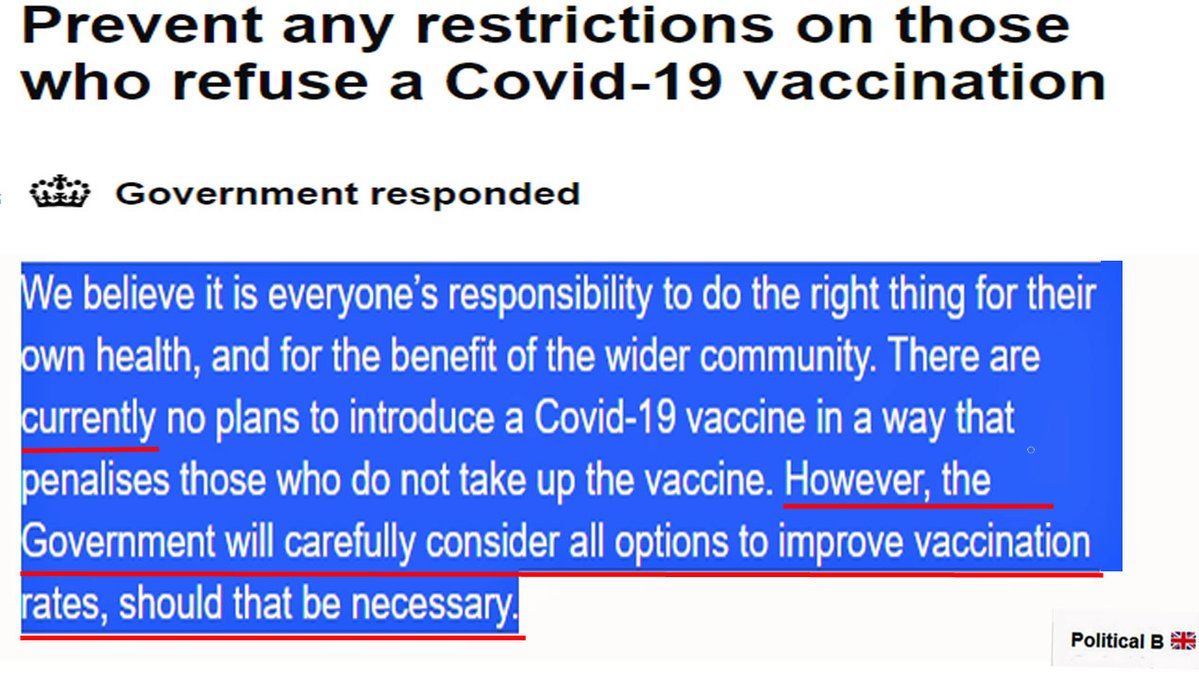 Prevent any restrictions on those
who refuse a Covid-19 vaccination
Government responded
We believe it is everyone’s responsibility to do the right thing for their
own health, and for the benefit of the wider community. There are
currently no plans to introduce a Covid-19 vaccine in a way that
penalises those who do not take up the vaccine. However, the
Government will carefully consider all options to improve vaccination
rates, should that be necessary.
Political B